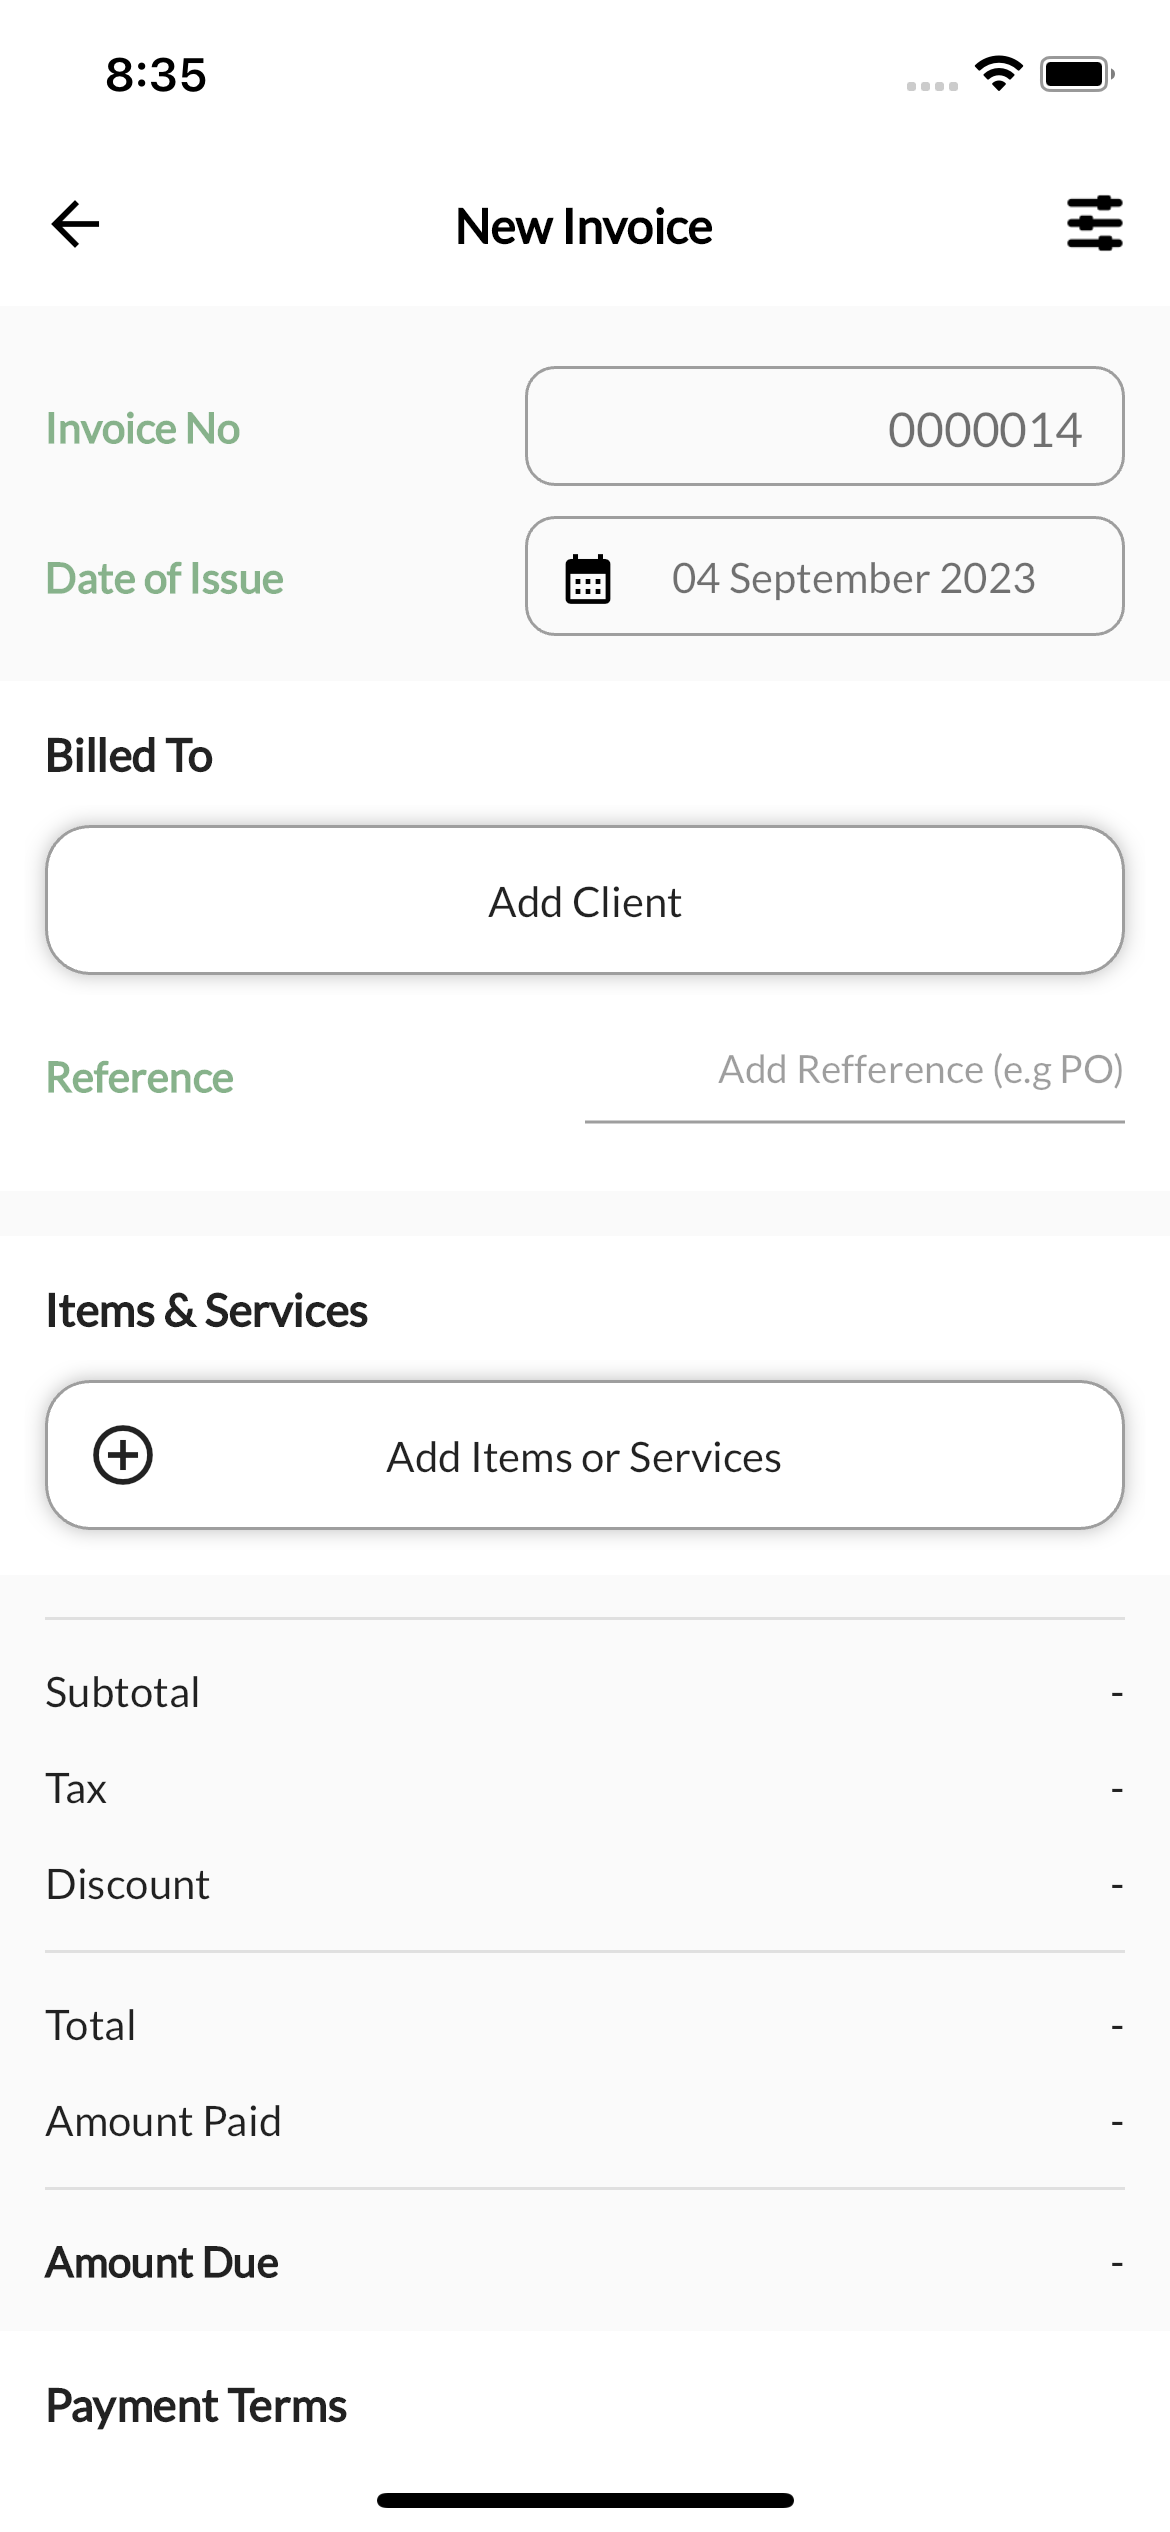 8:35
New Invoice
Invoice No
0000014
Date of Issue
04 September 2023
Billed To
Add Client
Reference
Add Refference (e.g PO)
Items & Services
Add Items or Services
Subtotal -
Tax -
Discount -
Total -
Amount Paid -
Amount Due -
Payment Terms